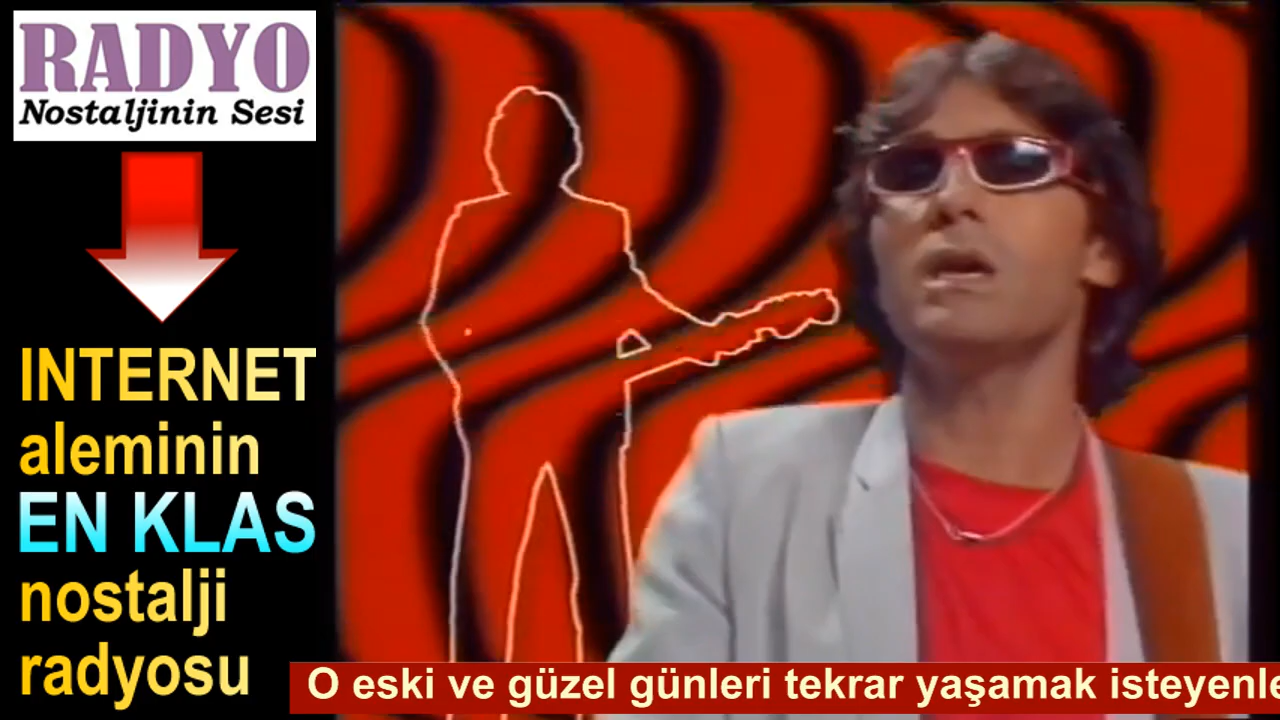 RADYO
Nostaljinin Sesi
INTERNET
aleminin
EN KLAS
nostalji
radyosu
O eski ve güzel günleri tekrar yaşamak isteyenle